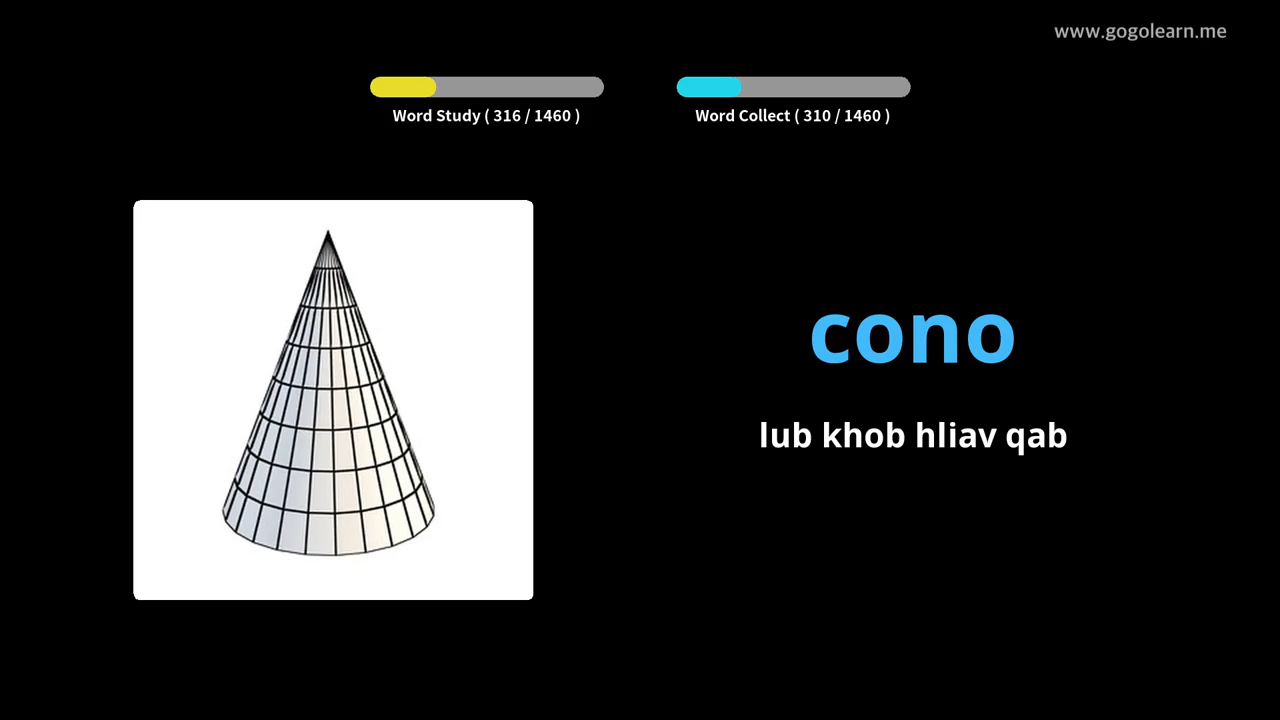 www.gogolearn.me
Word Study ( 316 / 1460 )
Word Collect ( 310 / 1460 )
cono
lub khob hliav qab